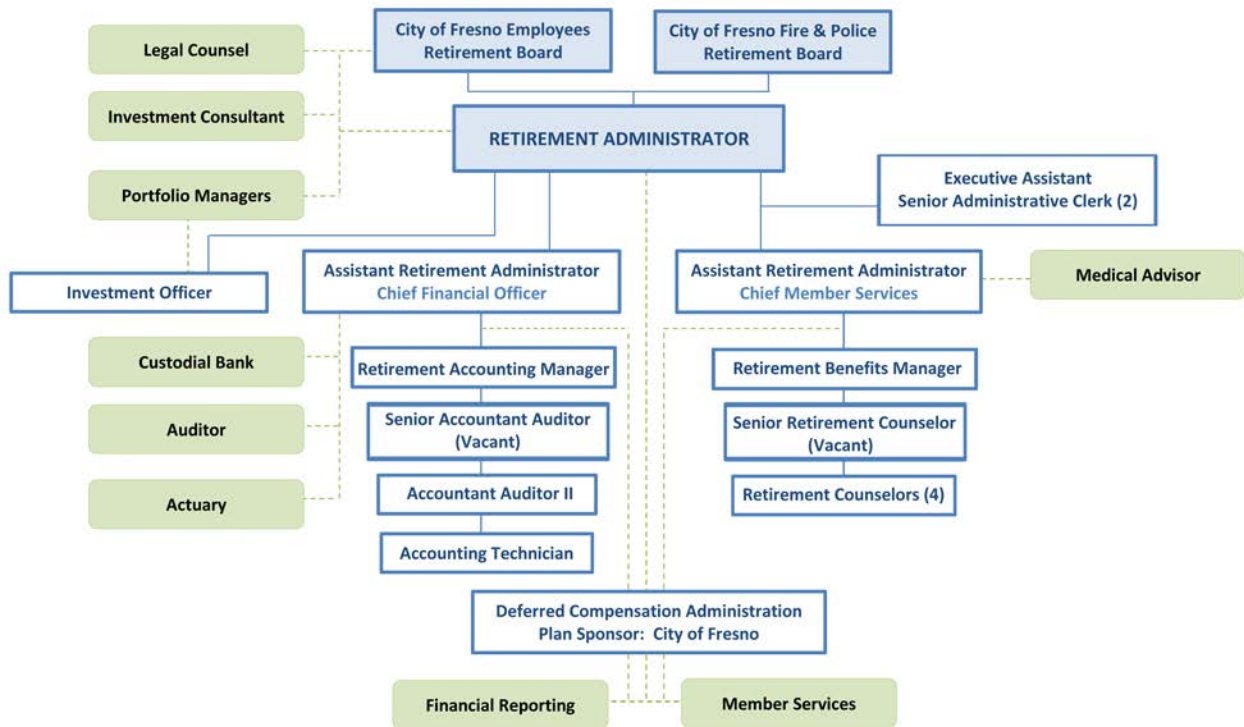 City of Fresno Employees
Retirement Board
City of Fresno Fire & Police
Retirement Board
Legal Counsel
Investment Consultant
RETIREMENT ADMINISTRATOR
Portfolio Managers
Executive Assistant
Senior Administrative Clerk (2)
Investment Officer
Assistant Retirement Administrator
Chief Financial Officer
Assistant Retirement Administrator
Chief Member Services
Medical Advisor
Custodial Bank
Retirement Accounting Manager
Retirement Benefits Manager
Auditor
Senior Accountant Auditor
(Vacant)
Senior Retirement Counselor
(Vacant)
Actuary
Accountant Auditor II
Retirement Counselors (4)
Accounting Technician
Deferred Compensation Administration
Plan Sponsor: City of Fresno
Financial Reporting
Member Services